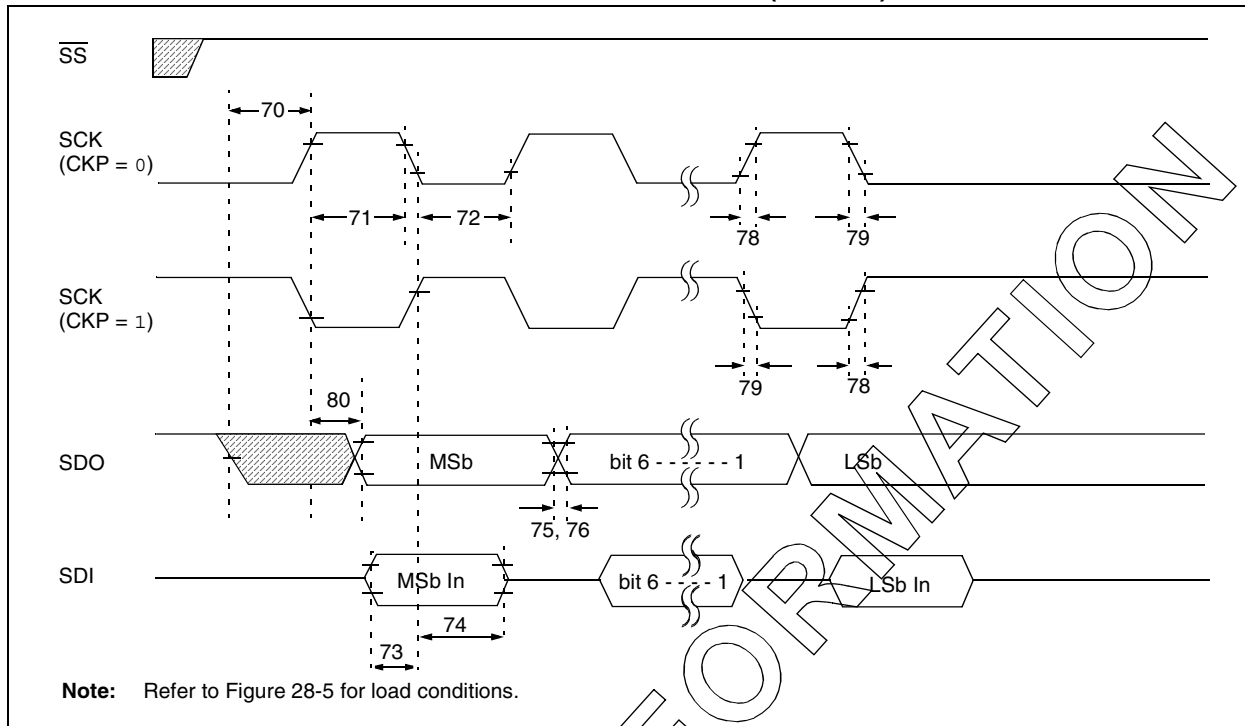 SS
70
SCK
(CKP = 0)
71
72
78
79
SCK
(CKP = 1)
79
78
80
SDO
MSb
bit 6 - - - - - - 1
LSb
75, 76
SDI
MSb In
bit 6 - - - - 1
LSb In
74
73
Note: Refer to Figure 28-5 for load conditions.
FORMATION